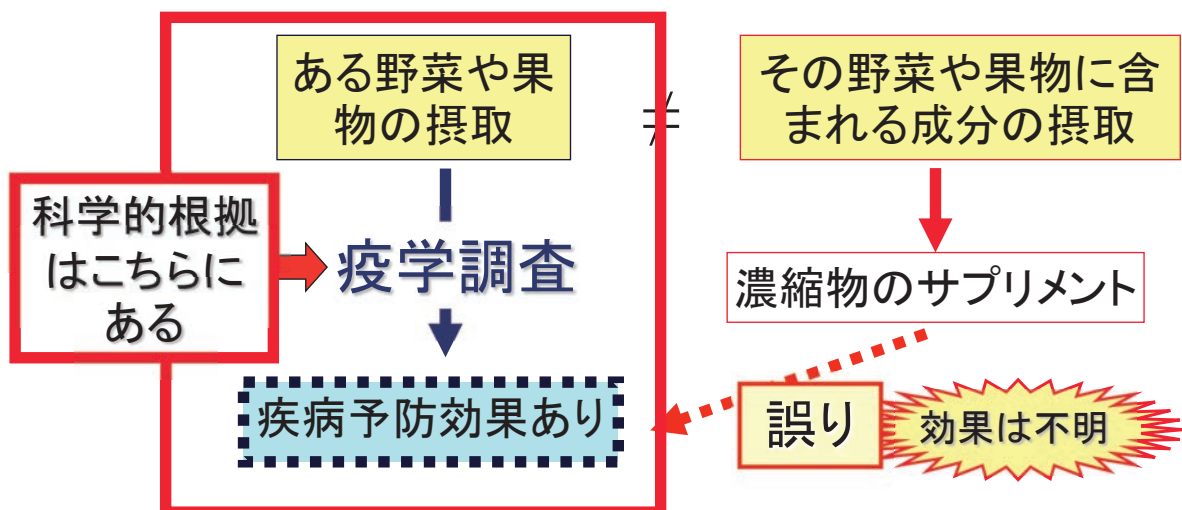 ある野菜や果
物の摂取
≠
その野菜や果物に含
まれる成分の摂取
科学的根拠
はこちらに
ある
疫学調査
濃縮物のサプリメント
疾病予防効果あり
誤り
効果は不明